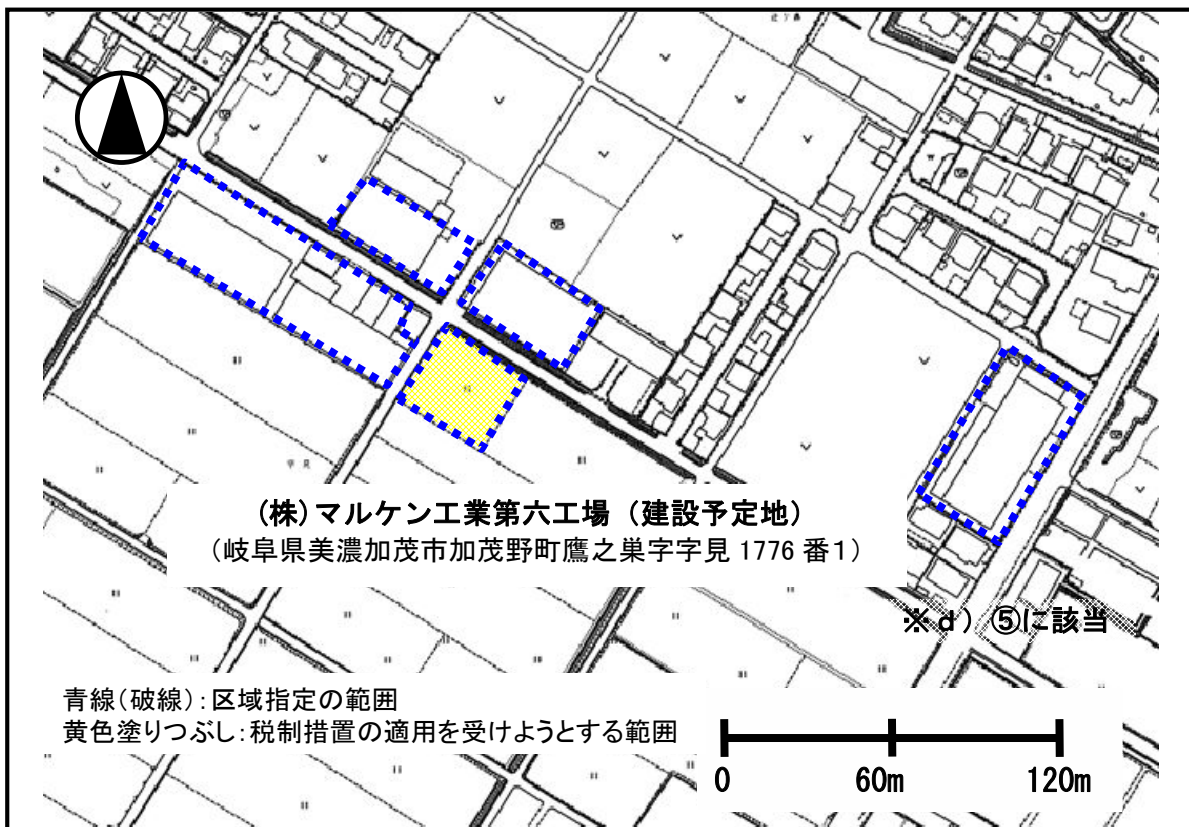 (株)マルケン工業第六工場（建設予定地）
（岐阜県美濃加茂市加茂野町鷹之巣字字見 1776 番１）
※ｄ）⑤に該当
青線（破線）：区域指定の範囲
黄色塗りつぶし：税制措置の適用を受けようとする範囲
0 60m 120m